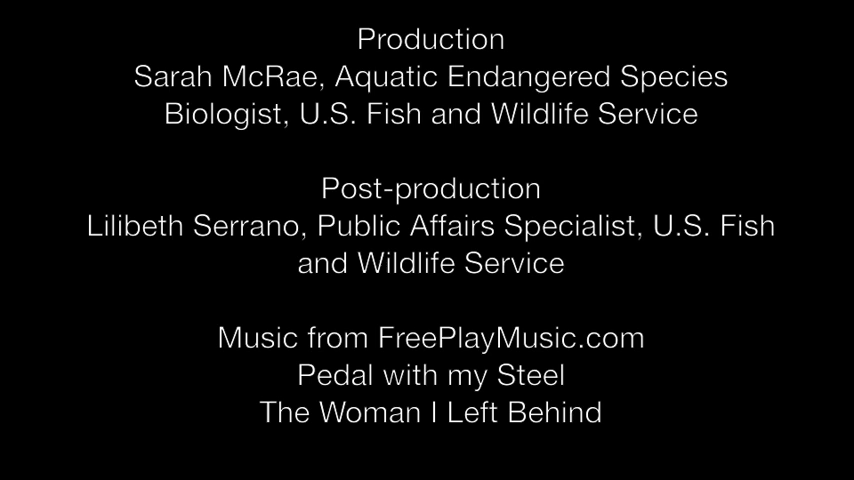 Production
Sarah McRae, Aquatic Endangered Species
Biologist, U.S. Fish and Wildlife Service
Post-production
Lilibeth Serrano, Public Affairs Specialist, U.S. Fish
and Wildlife Service
Music from FreePlayMusic.com
Pedal with my Steel
The Woman I Left Behind